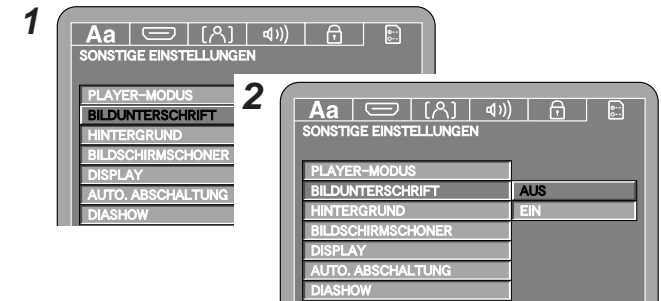 1
Aa
SONSTIGE EINSTELLUNGEN
PLAYER-MODUS
BILDUNTERSCHRIFT
HINTERGRUND
BILDSCHIRMSCHONER
DISPLAY
AUTO. ABSCHALTUNG
DIASHOW
2
Aa
SONSTIGE EINSTELLUNGEN
PLAYER-MODUS
BILDUNTERSCHRIFT AUS
HINTERGRUND EIN
BILDSCHIRMSCHONER
DISPLAY
AUTO. ABSCHALTUNG
DIASHOW